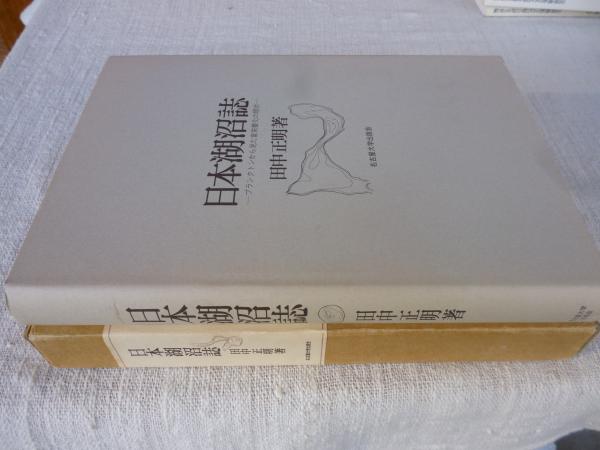 日本湖沼誌
―プランクトンから見た富栄養化の現状―
田中正明著
名古屋大学出版会
日本湖沼誌
田中正明著
日本湖沼誌
田中正明著